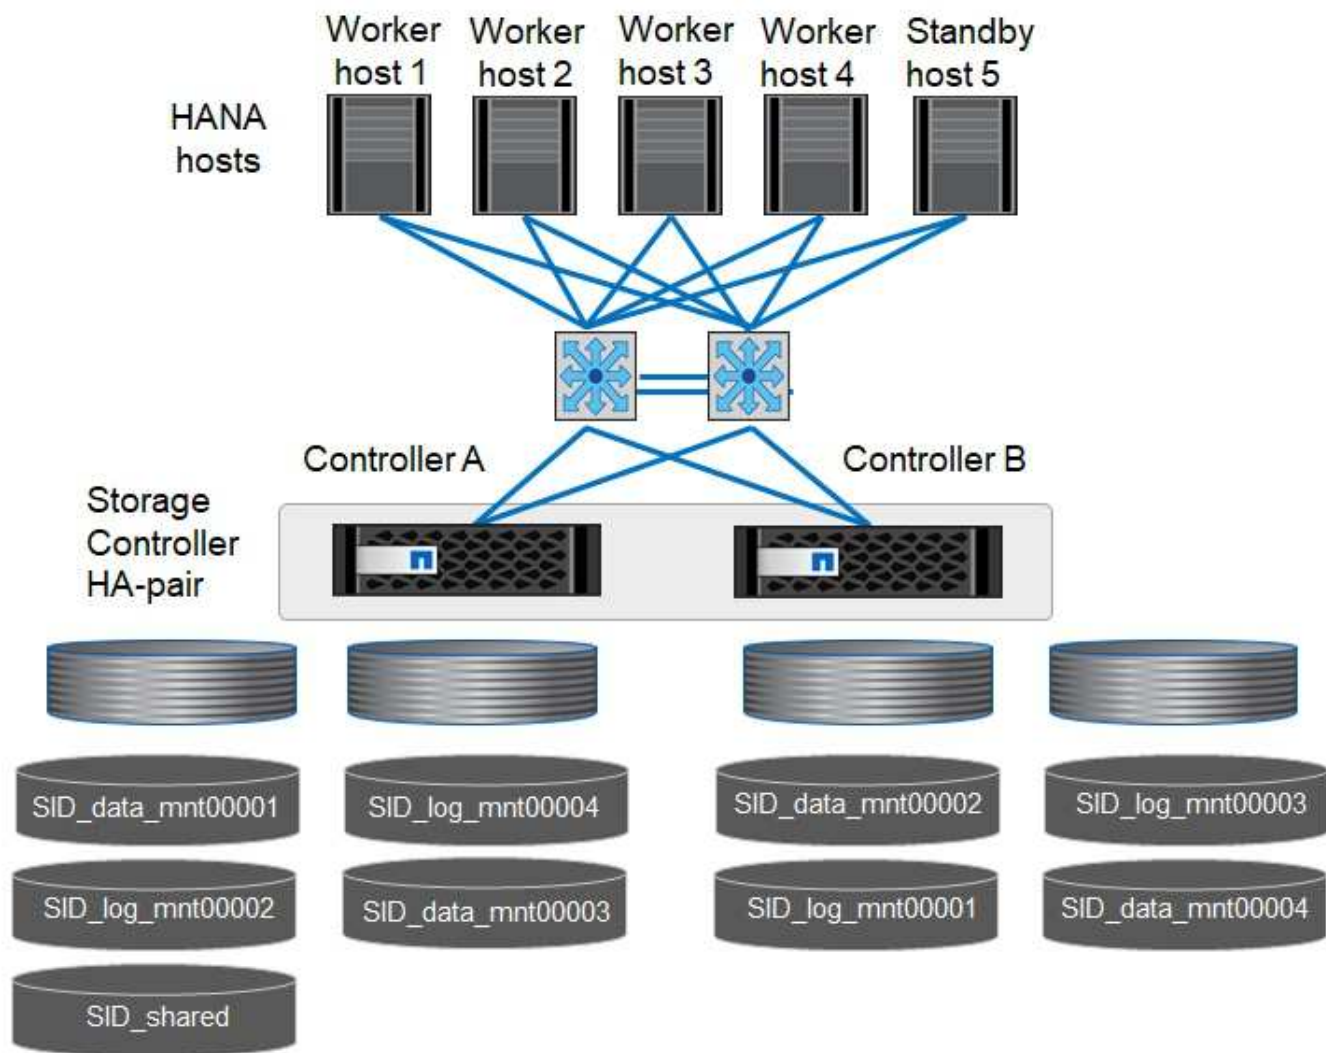 Worker
host 1
Worker
host 2
Worker
host 3
Worker
host 4
Standby
host 5
HANA
hosts
Controller A
Controller B
Storage
Controller
HA-pair
SID_data_mnt00001
SID_log_mnt00004
SID_data_mnt00002
SID_log_mnt00003
SID_log_mnt00002
SID_data_mnt00003
SID_log_mnt00001
SID_data_mnt00004
SID_shared